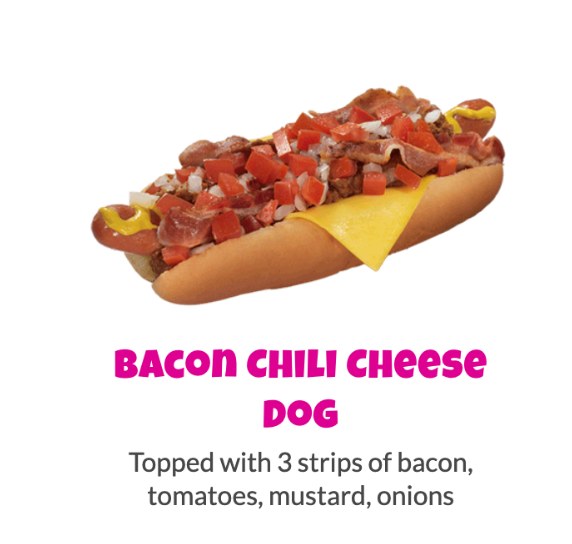 BACON CHILI CHEESE
DOG
Topped with 3 strips of bacon,
tomatoes, mustard, onions